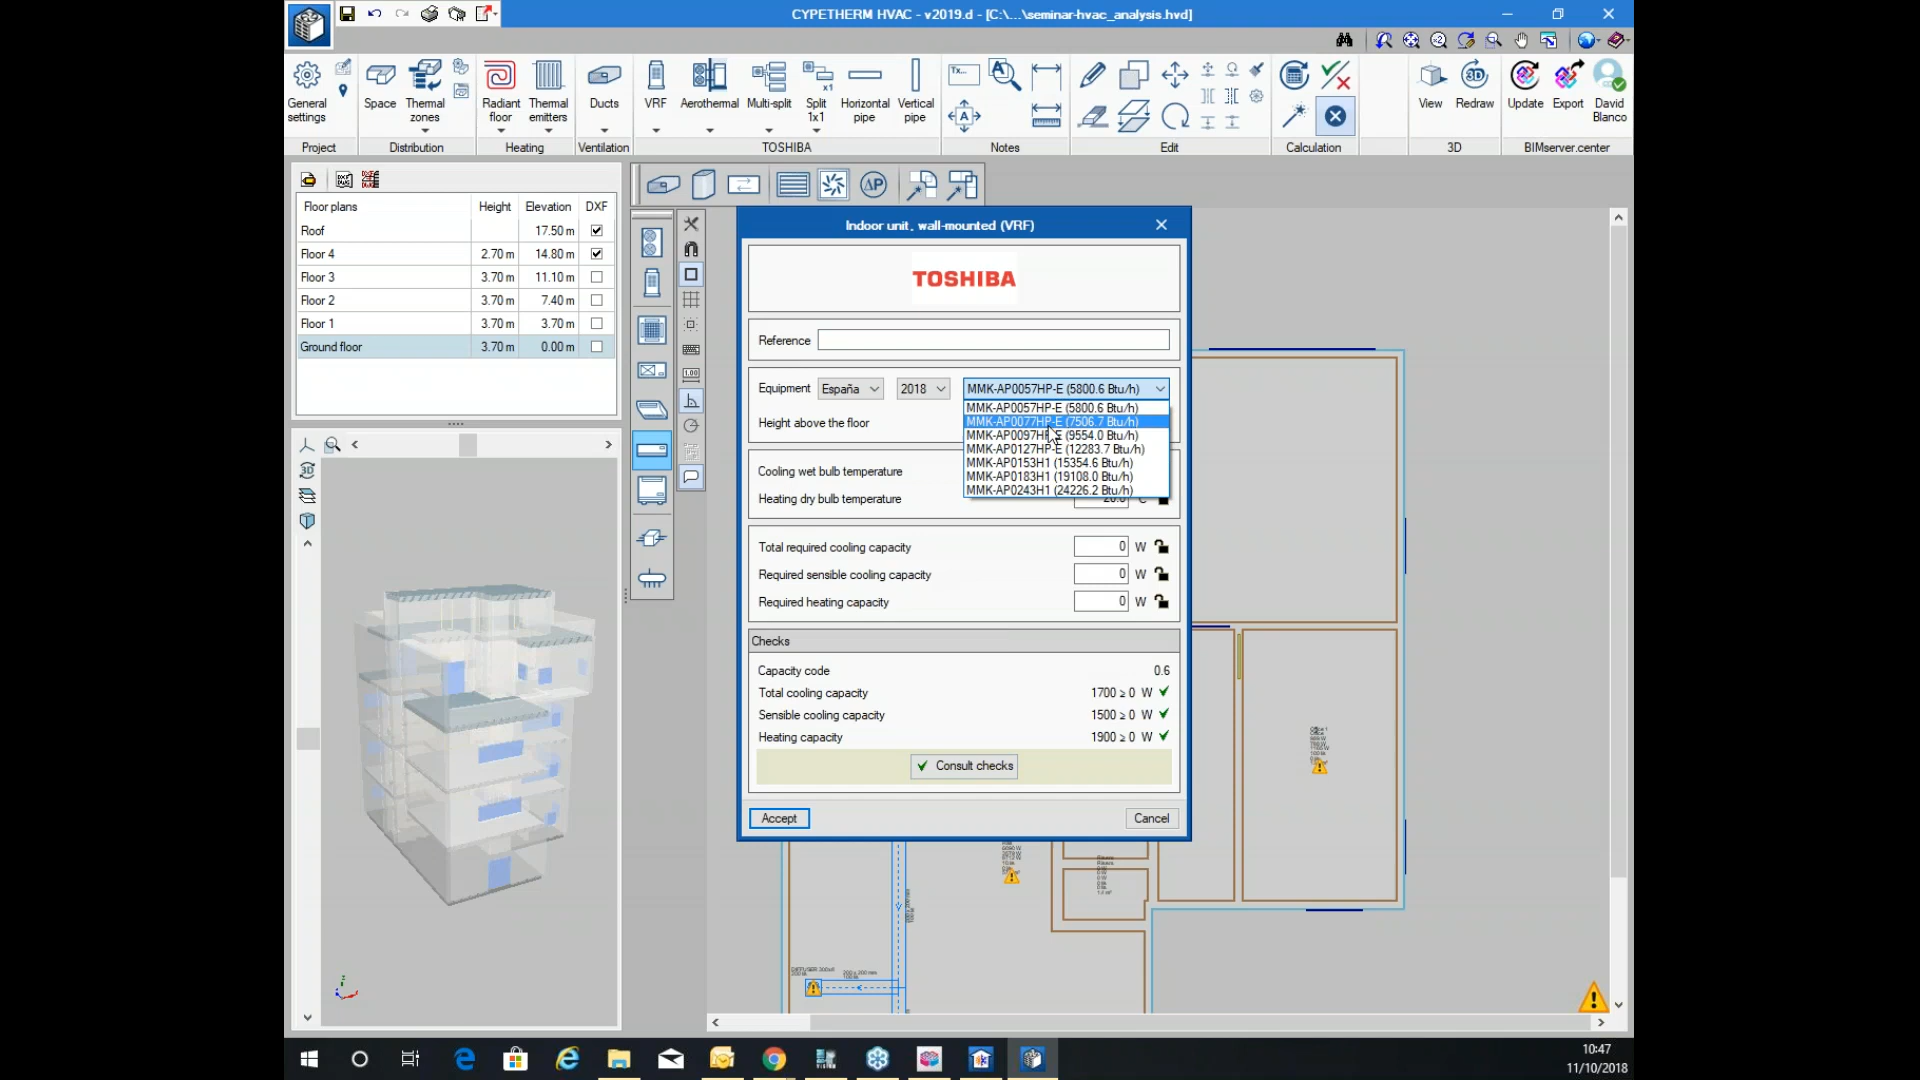 CYPETHERM HVAC - v2019.d - [C:\...\seminar-hvac_analysis.hvd]
General settings
Space
Thermal zones
Radiant floor
Thermal emitters
Ducts
VRF
Aerothermal
Multi-split
Split 1x1
Horizontal pipe
Vertical pipe
View
Redraw
Update
Export
David Blanco
Project
Distribution
Heating
Ventilation
TOSHIBA
Notes
Edit
Calculation
3D
BIMserver.center
Floor plans Height Elevation DXF
Roof 17.50 m
Floor 4 2.70 m 14.80 m
Floor 3 3.70 m 11.10 m
Floor 2 3.70 m 7.40 m
Floor 1 3.70 m 3.70 m
Ground floor 3.70 m 0.00 m
Indoor unit, wall-mounted (VRF)
TOSHIBA
Reference
Equipment España 2018 MMK-AP0057HP-E (5800.6 Btu/h)
MMK-AP0057HP-E (5800.6 Btu/h)
MMK-AP0077HP-E (7506.7 Btu/h)
Height above the floor
MMK-AP0097HP-E (9554.0 Btu/h)
MMK-AP0127HP-E (12283.7 Btu/h)
MMK-AP0153H1 (15354.6 Btu/h)
Cooling wet bulb temperature
MMK-AP0183H1 (19108.0 Btu/h)
MMK-AP0243H1 (24226.2 Btu/h)
Heating dry bulb temperature
Total required cooling capacity 0 W
Required sensible cooling capacity 0 W
Required heating capacity 0 W
Checks
Capacity code 0.6
Total cooling capacity 1700 ≥ 0 W
Sensible cooling capacity 1500 ≥ 0 W
Heating capacity 1900 ≥ 0 W
Consult checks
Accept
Cancel
10:47
11/10/2018